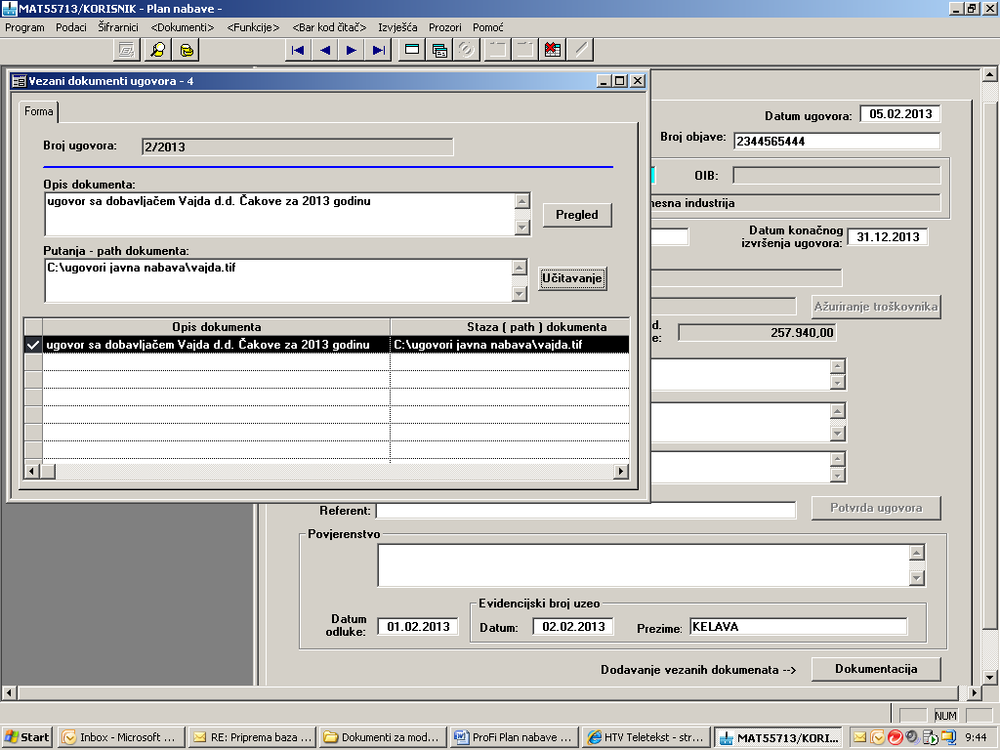 MAT55713/KORISNIK - Plan nabave -
Program Podaci Šifrarnici <Dokumenti> <Funkcije> <Bar kod čitač> Izvješća Prozori Pomoć
Vezani dokumenti ugovora - 4
Forma
Broj ugovora: 2/2013
Opis dokumenta:
ugovor sa dobavljačem Vajda d.d. Čakove za 2013 godinu
Pregled
Putanja - path dokumenta:
C:\ugovori javna nabava\vajda.tif
Učitavanje
Opis dokumenta Staza ( path ) dokumenta
ugovor sa dobavljačem Vajda d.d. Čakove za 2013 godinu C:\ugovori javna nabava\vajda.tif
Datum ugovora: 05.02.2013
Broj objave: 2344565444
OIB:
nesna industrija
Datum konačnog
izvršenja ugovora: 31.12.2013
Ažuriranje troškovnika
d.
e: 257.940,00
Referent: Potvrda ugovora
Povjerenstvo
Evidencijski broj uzeo
Datum
odluke: 01.02.2013 Datum: 02.02.2013 Prezime: KELAVA
Dodavanje vezanih dokumenata --> Dokumentacija
NUM
Start Inbox - Microsoft ... RE: Priprema baza ... Dokumenti za mod... ProFi Plan nabave ... HTV Teletekst - str... MAT55713/KORI... 9:44